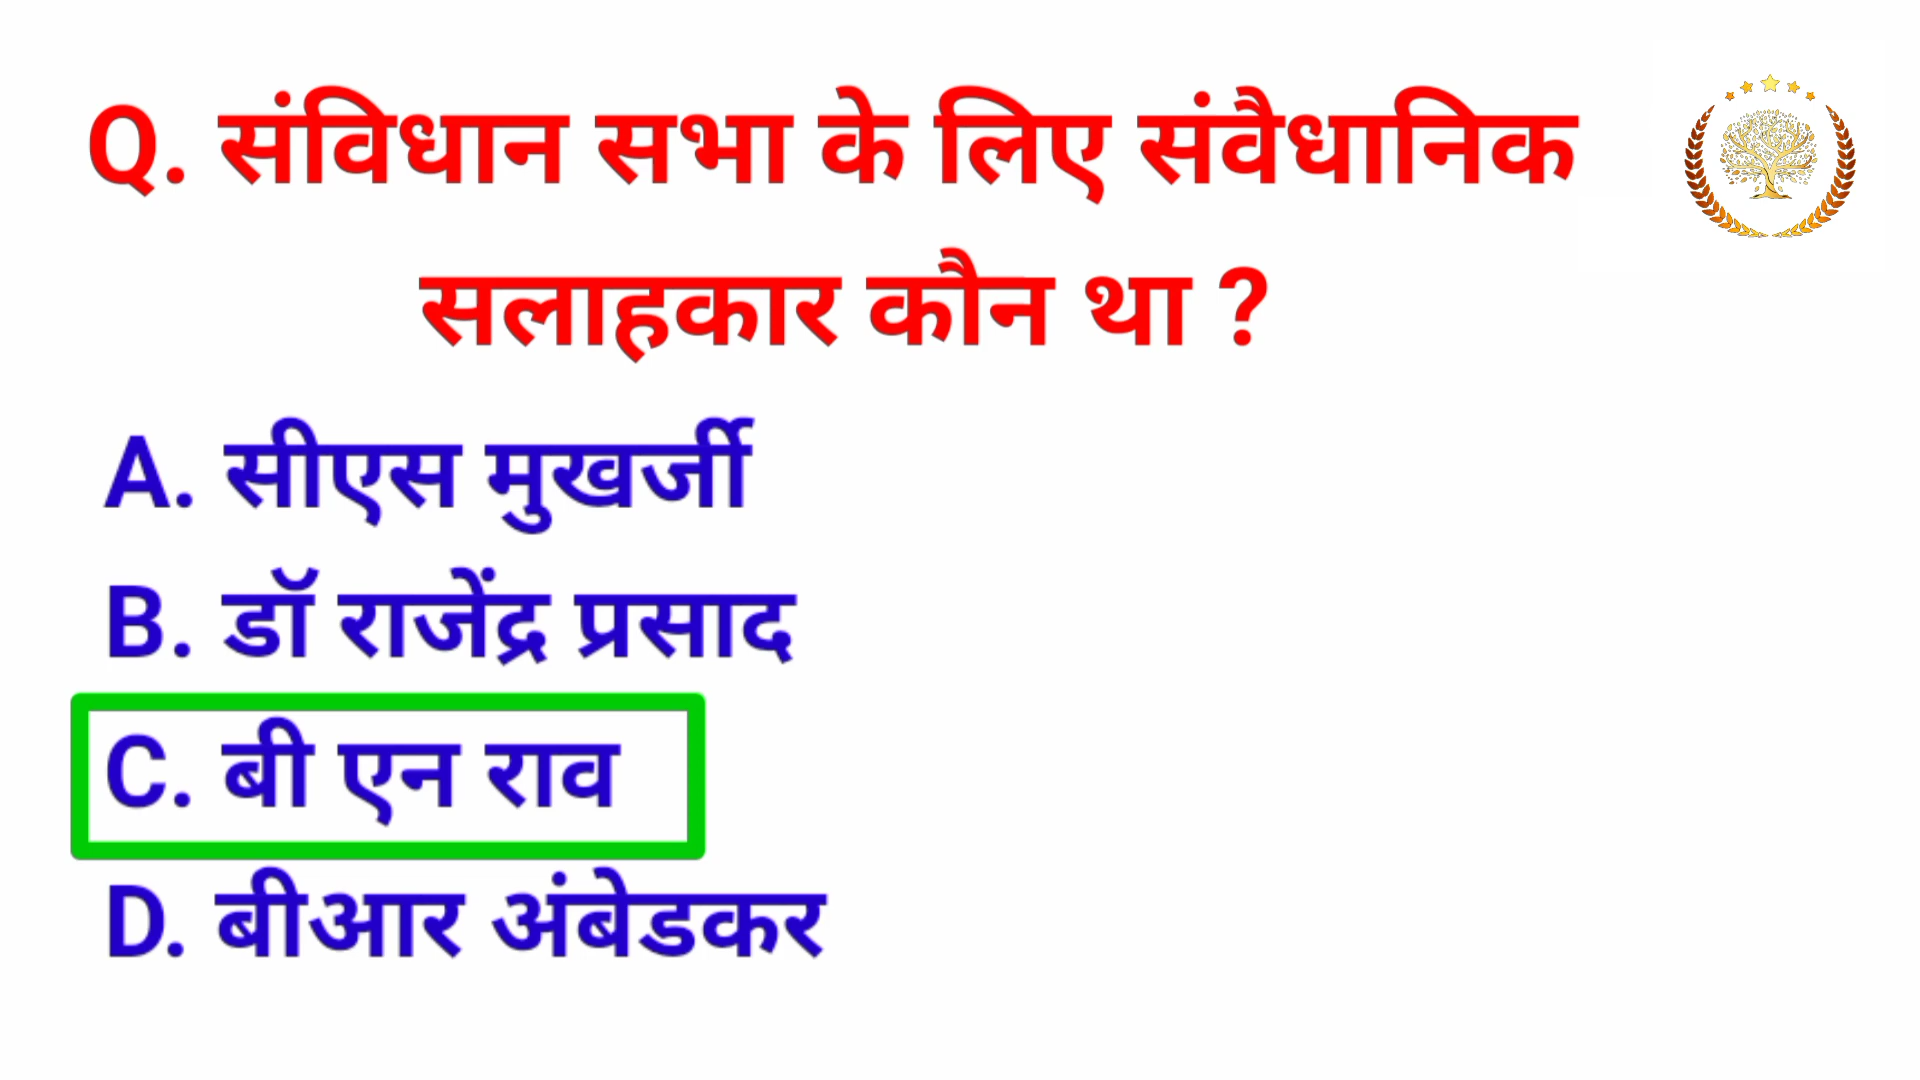 Q. संविधान सभा के लिए संवैधानिक
सलाहकार कौन था ?
A. सीएस मुखर्जी
B. डॉ राजेंद्र प्रसाद
C. बी एन राव
D. बीआर अंबेडकर